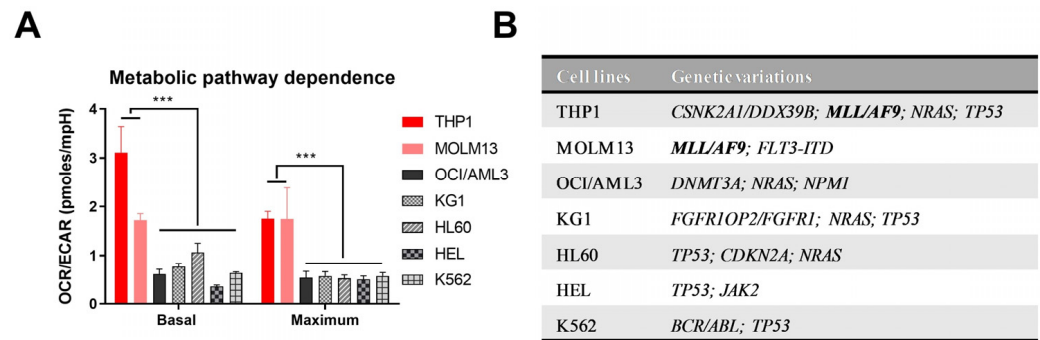 A
Metabolic pathway dependence
OCR/ECAR (pmoles/mpH)
4
3
2
1
0
***
***
Basal
Maximum
THP1
MOLM13
OCI/AML3
KG1
HL60
HEL
K562
B
Cell lines Genetic variations
THP1 CSNK2A1/DDX39B; MLL/AF9; NRAS; TP53
MOLM13 MLL/AF9; FLT3-ITD
OCI/AML3 DNMT3A; NRAS; NPM1
KG1 FGFR1OP2/FGFR1; NRAS; TP53
HL60 TP53; CDKN2A; NRAS
HEL TP53; JAK2
K562 BCR/ABL; TP53